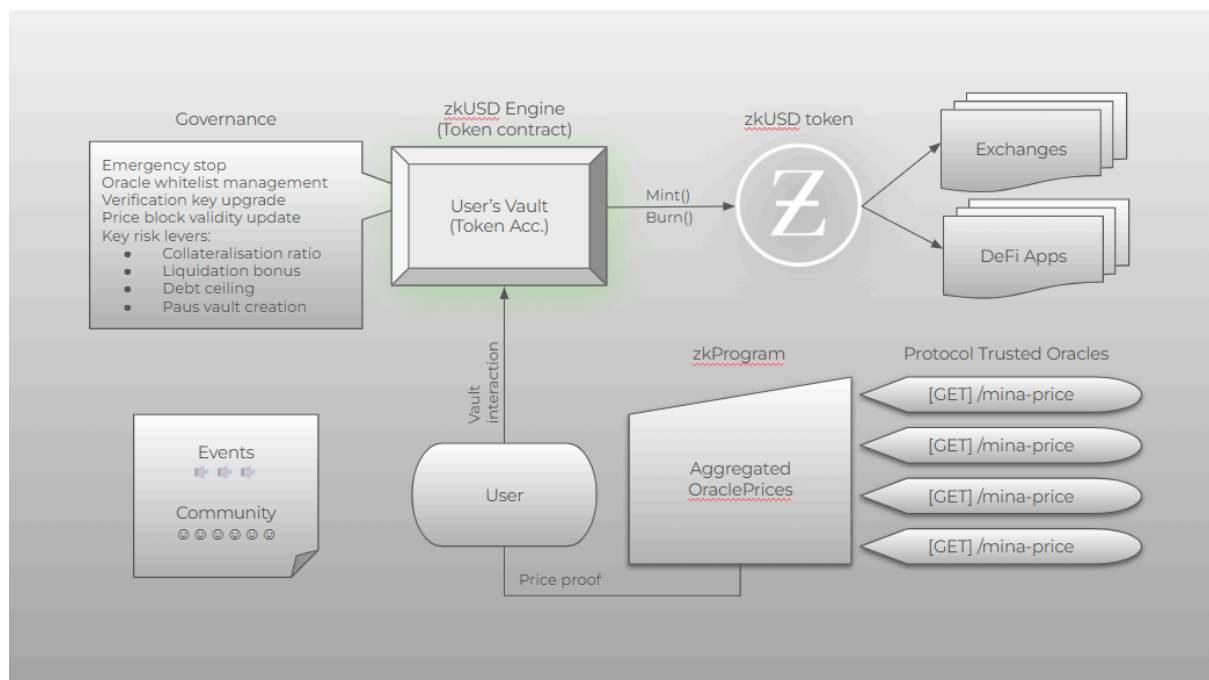 Governance
Emergency stop
Oracle whitelist management
Verification key upgrade
Price block validity update
Key risk levers:
● Collateralisation ratio
● Liquidation bonus
● Debt ceiling
● Paus vault creation
zkUSD Engine
(Token contract)
User's Vault
(Token Acc.)
Mint()
Burn()
zkUSD token
Ƶ
Exchanges
DeFi Apps
Vault
interaction
User
Price proof
zkProgram
Aggregated
OraclePrices
Protocol Trusted Oracles
[GET] /mina-price
[GET] /mina-price
[GET] /mina-price
[GET] /mina-price
Events
Community